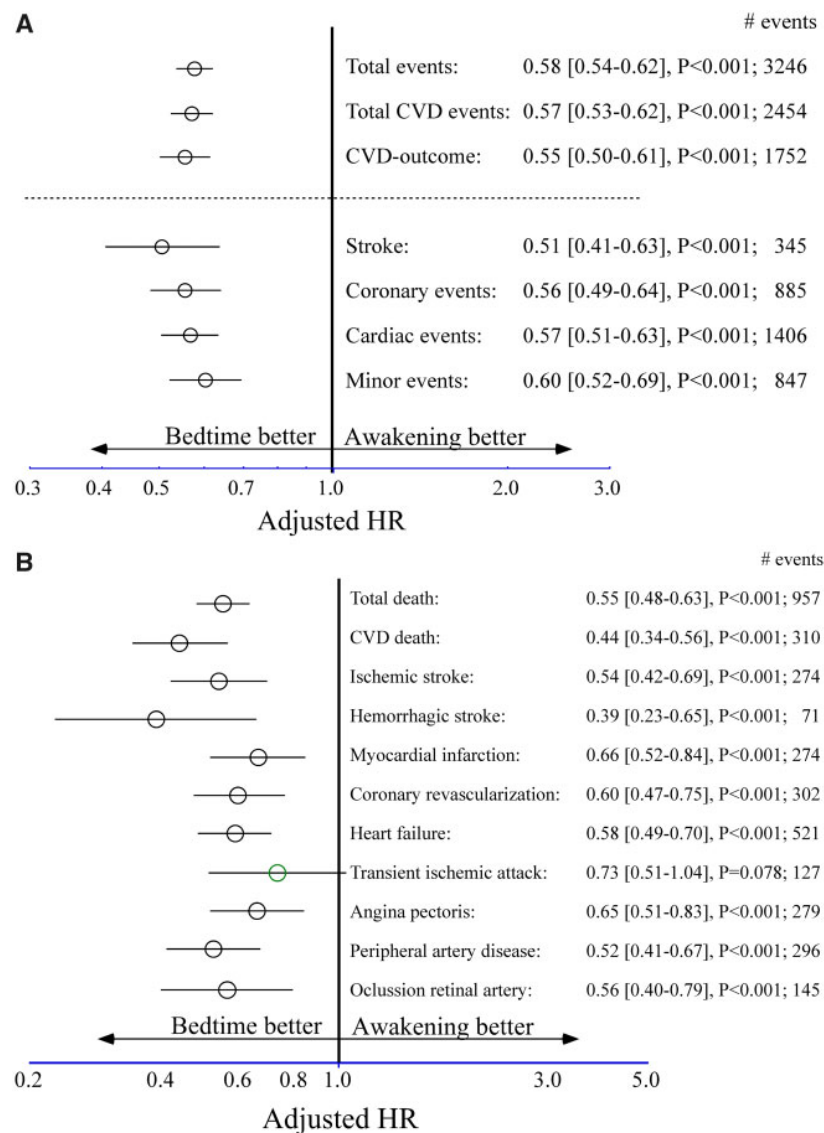 A
# events
Total events: 0.58 [0.54-0.62], P<0.001; 3246
Total CVD events: 0.57 [0.53-0.62], P<0.001; 2454
CVD-outcome: 0.55 [0.50-0.61], P<0.001; 1752
Stroke: 0.51 [0.41-0.63], P<0.001; 345
Coronary events: 0.56 [0.49-0.64], P<0.001; 885
Cardiac events: 0.57 [0.51-0.63], P<0.001; 1406
Minor events: 0.60 [0.52-0.69], P<0.001; 847
Bedtime better Awakening better
0.3 0.4 0.5 0.7 1.0 2.0 3.0
Adjusted HR
B
# events
Total death: 0.55 [0.48-0.63], P<0.001; 957
CVD death: 0.44 [0.34-0.56], P<0.001; 310
Ischemic stroke: 0.54 [0.42-0.69], P<0.001; 274
Hemorrhagic stroke: 0.39 [0.23-0.65], P<0.001; 71
Myocardial infarction: 0.66 [0.52-0.84], P<0.001; 274
Coronary revascularization: 0.60 [0.47-0.75], P<0.001; 302
Heart failure: 0.58 [0.49-0.70], P<0.001; 521
Transient ischemic attack: 0.73 [0.51-1.04], P=0.078; 127
Angina pectoris: 0.65 [0.51-0.83], P<0.001; 279
Peripheral artery disease: 0.52 [0.41-0.67], P<0.001; 296
Oclussion retinal artery: 0.56 [0.40-0.79], P<0.001; 145
Bedtime better Awakening better
0.2 0.4 0.6 0.8 1.0 3.0 5.0
Adjusted HR